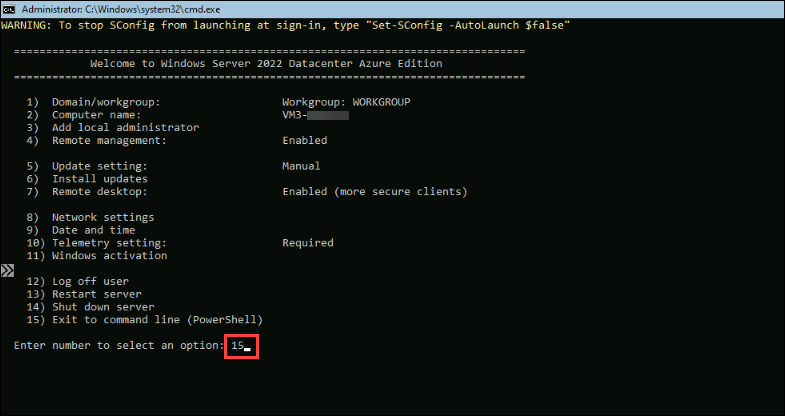 Administrator: C:\Windows\system32\cmd.exe
WARNING: To stop SConfig from launching at sign-in, type "Set-SConfig -AutoLaunch $false"
================================================================================
Welcome to Windows Server 2022 Datacenter Azure Edition
================================================================================
1) Domain/workgroup: Workgroup: WORKGROUP
2) Computer name: VM3-
3) Add local administrator
4) Remote management: Enabled
5) Update setting: Manual
6) Install updates
7) Remote desktop: Enabled (more secure clients)
8) Network settings
9) Date and time
10) Telemetry setting: Required
11) Windows activation
12) Log off user
13) Restart server
14) Shut down server
15) Exit to command line (PowerShell)
Enter number to select an option: 15